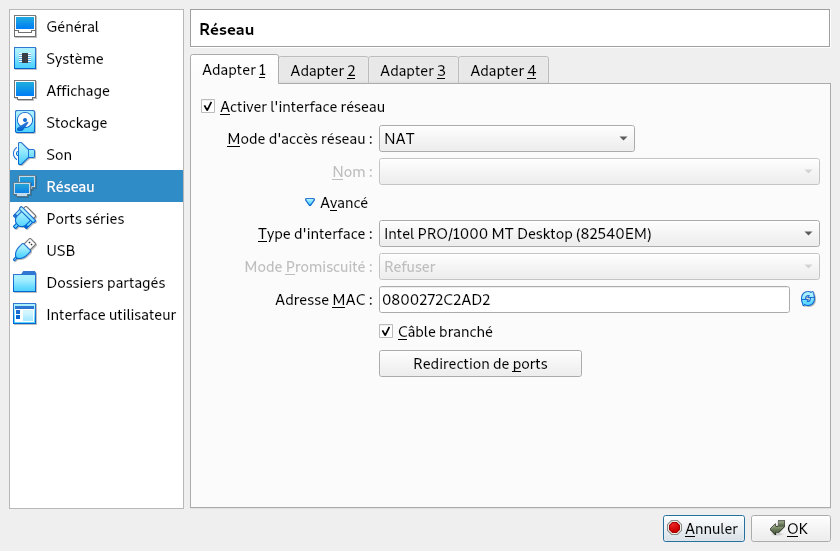 Général
Système
Affichage
Stockage
Son
Réseau
Ports séries
USB
Dossiers partagés
Interface utilisateur
Réseau
Adapter 1 Adapter 2 Adapter 3 Adapter 4
Activer l'interface réseau
Mode d'accès réseau : NAT
Nom :
Avancé
Type d'interface : Intel PRO/1000 MT Desktop (82540EM)
Mode Promiscuité : Refuser
Adresse MAC : 0800272C2AD2
Câble branché
Redirection de ports
Annuler OK